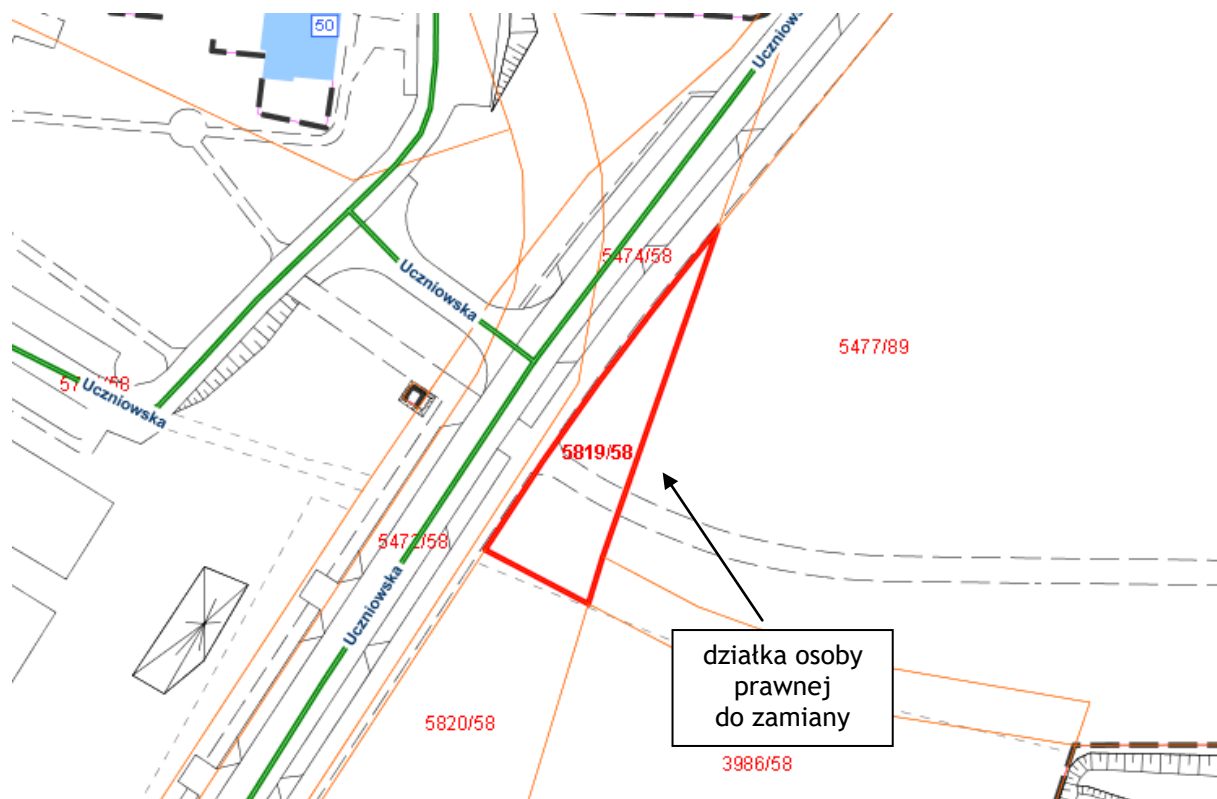 50
Uczniowska
5474/58
Uczniowska
5477/89
Uczniowska
5819/58
5472/58
Uczniowska
działka osoby
prawnej
do zamiany
5820/58
3986/58